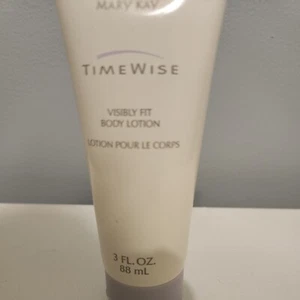 MARY KAY
TIMEWISE
VISIBLY FIT
BODY LOTION
LOTION POUR LE CORPS
3 FL. OZ.
88 mL